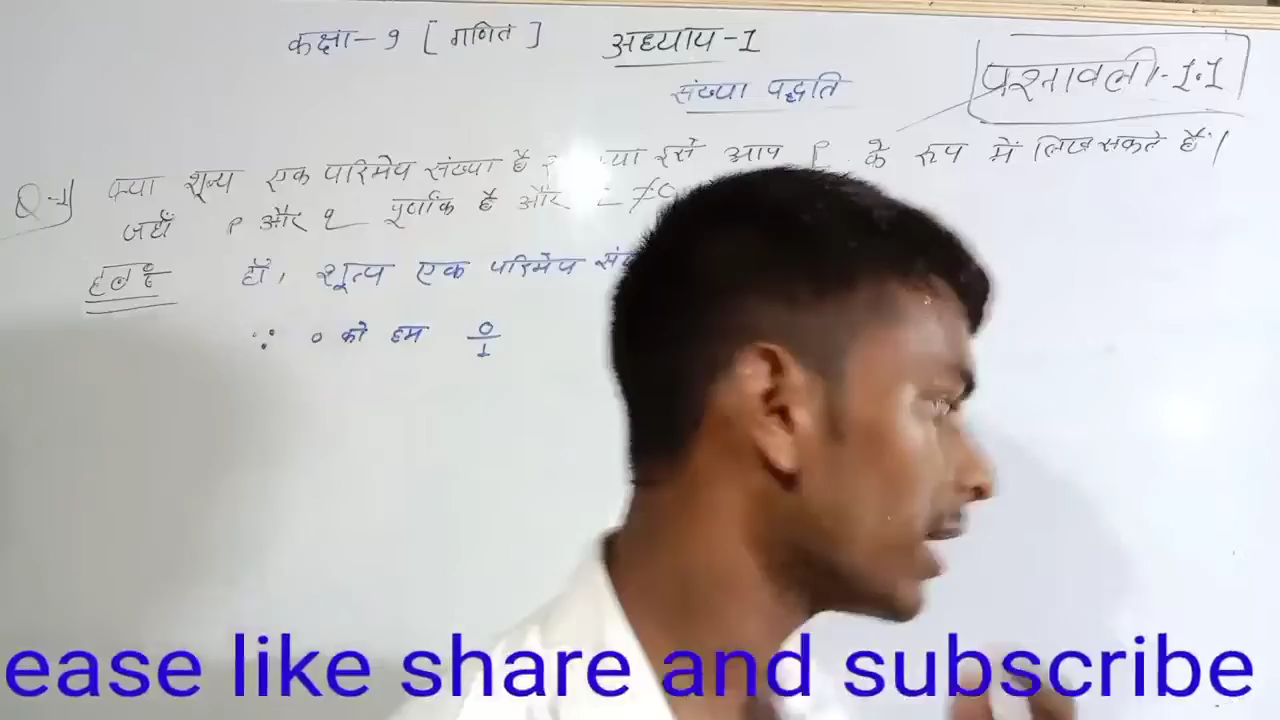 कक्षा-9 [गणित] अध्याय-1
संख्या पद्धति
प्रश्नावली-1.1
Q-1 क्या शून्य एक परिमेय संख्या है? क्या इसे आप p के रूप में लिख सकते हैं।
जहाँ p और q पूर्णांक है और ≠0
हल: हाँ, शून्य एक परिमेय
∵ 0 को हम 0/1
ease like share and subscribe